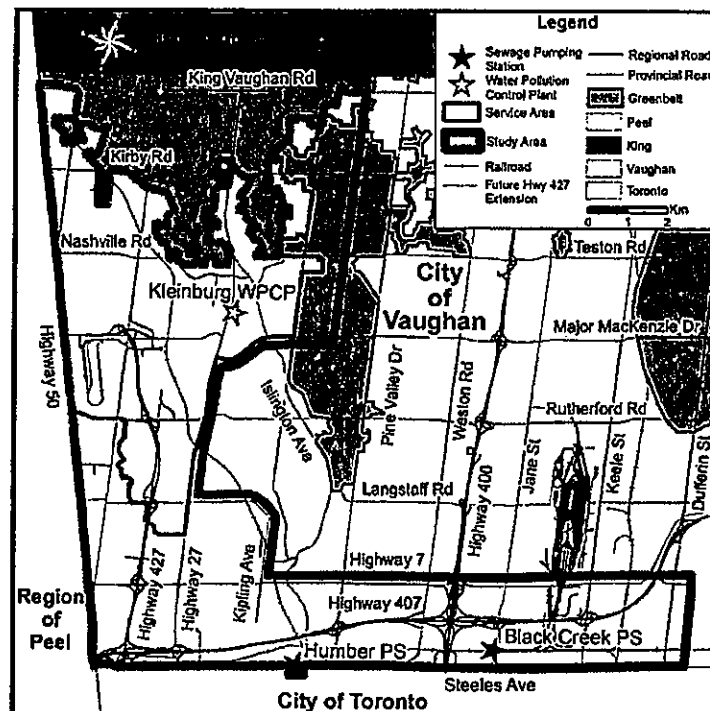 Legend
Sewage Pumping
Station
Water Pollution
Control Plant
Service Area
Study Area
Railroad
Future Hwy 427
Extension
Regional Road
Provincial Road
Greenbelt
Peel
King
Vaughan
Toronto
0 1 2 Km
King Vaughan Rd
Kirby Rd
Nashville Rd
Teston Rd
Kleinburg WPCP
City
of
Vaughan
Major MacKenzie Dr
Highway 50
Islington Ave
Pine Valley Dr
Weston Rd
Rutherford Rd
Highway 400
Jane St
Keele St
Dufferin St
Langstaff Rd
Highway 427
Highway 27
Kipling Ave
Highway 7
Region
of
Peel
Highway 407
Humber PS
Black Creek PS
Steeles Ave
City of Toronto